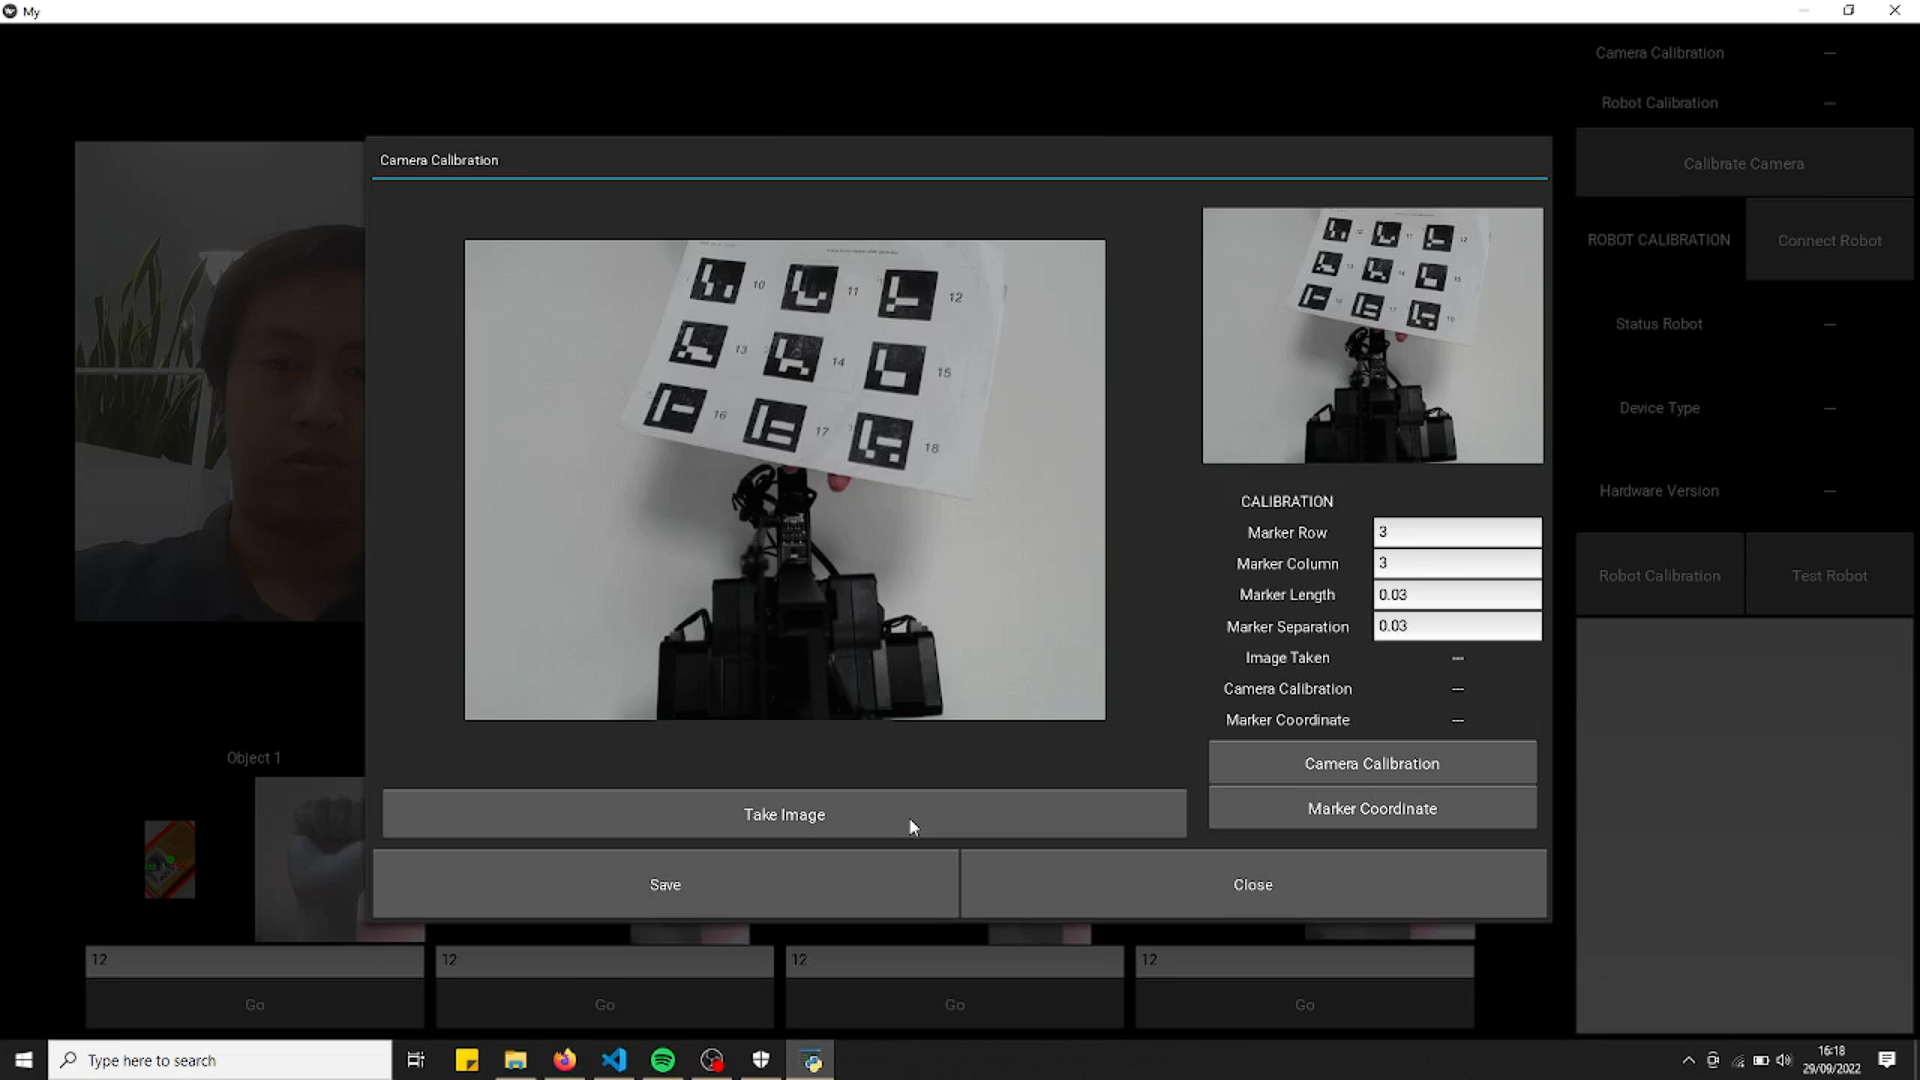 My
Camera Calibration —
Robot Calibration —
Calibrate Camera
ROBOT CALIBRATION
Connect Robot
Status Robot —
Device Type —
Hardware Version —
Robot Calibration
Test Robot
Camera Calibration
10
11
12
13
14
15
16
17
18
CALIBRATION
Marker Row 3
Marker Column 3
Marker Length 0.03
Marker Separation 0.03
Image Taken —
Camera Calibration —
Marker Coordinate —
Camera Calibration
Marker Coordinate
Take Image
Save
Close
Object 1
12
12
12
12
Go
Go
Go
Go
Type here to search
16:18
29/09/2022